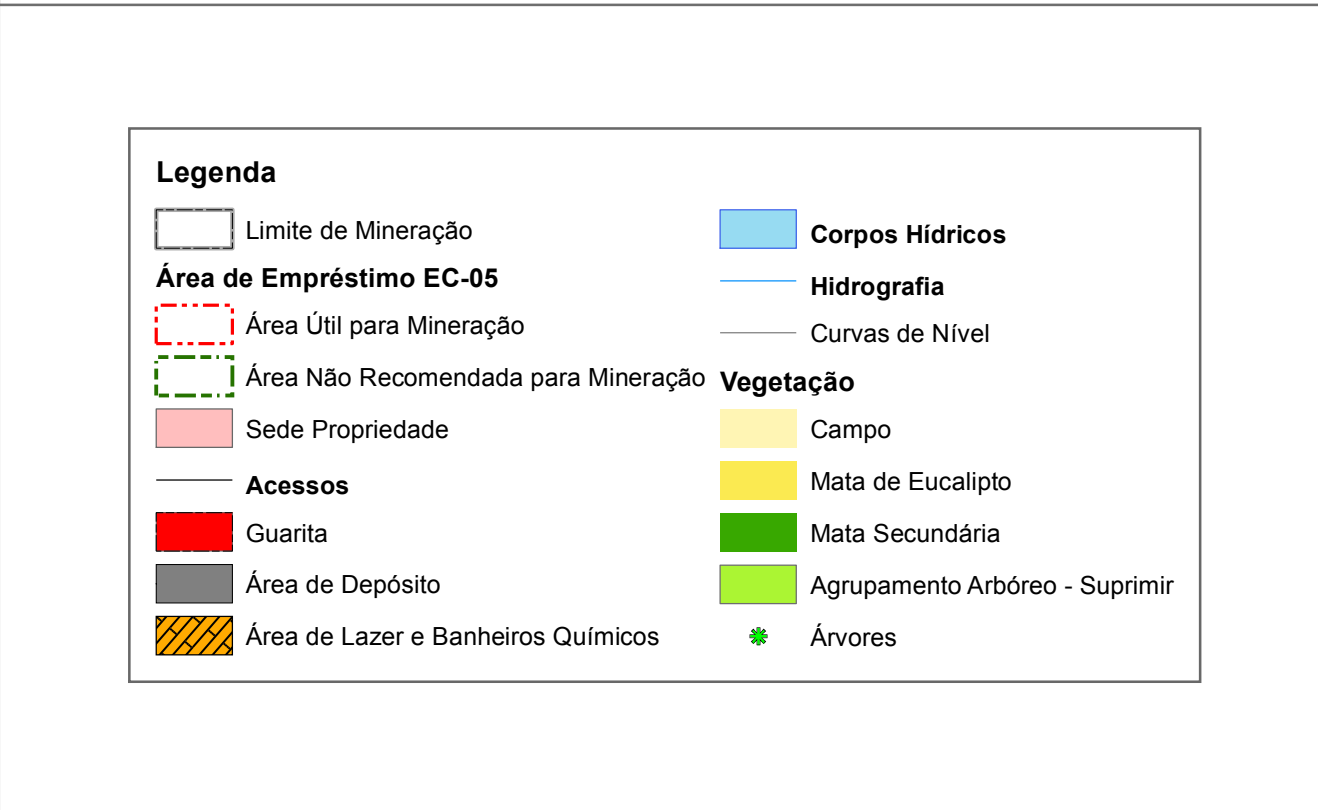 Legenda
Limite de Mineração
Área de Empréstimo EC-05
Área Útil para Mineração
Área Não Recomendada para Mineração
Sede Propriedade
Acessos
Guarita
Área de Depósito
Área de Lazer e Banheiros Químicos
Corpos Hídricos
Hidrografia
Curvas de Nível
Vegetação
Campo
Mata de Eucalipto
Mata Secundária
Agrupamento Arbóreo - Suprimir
Árvores